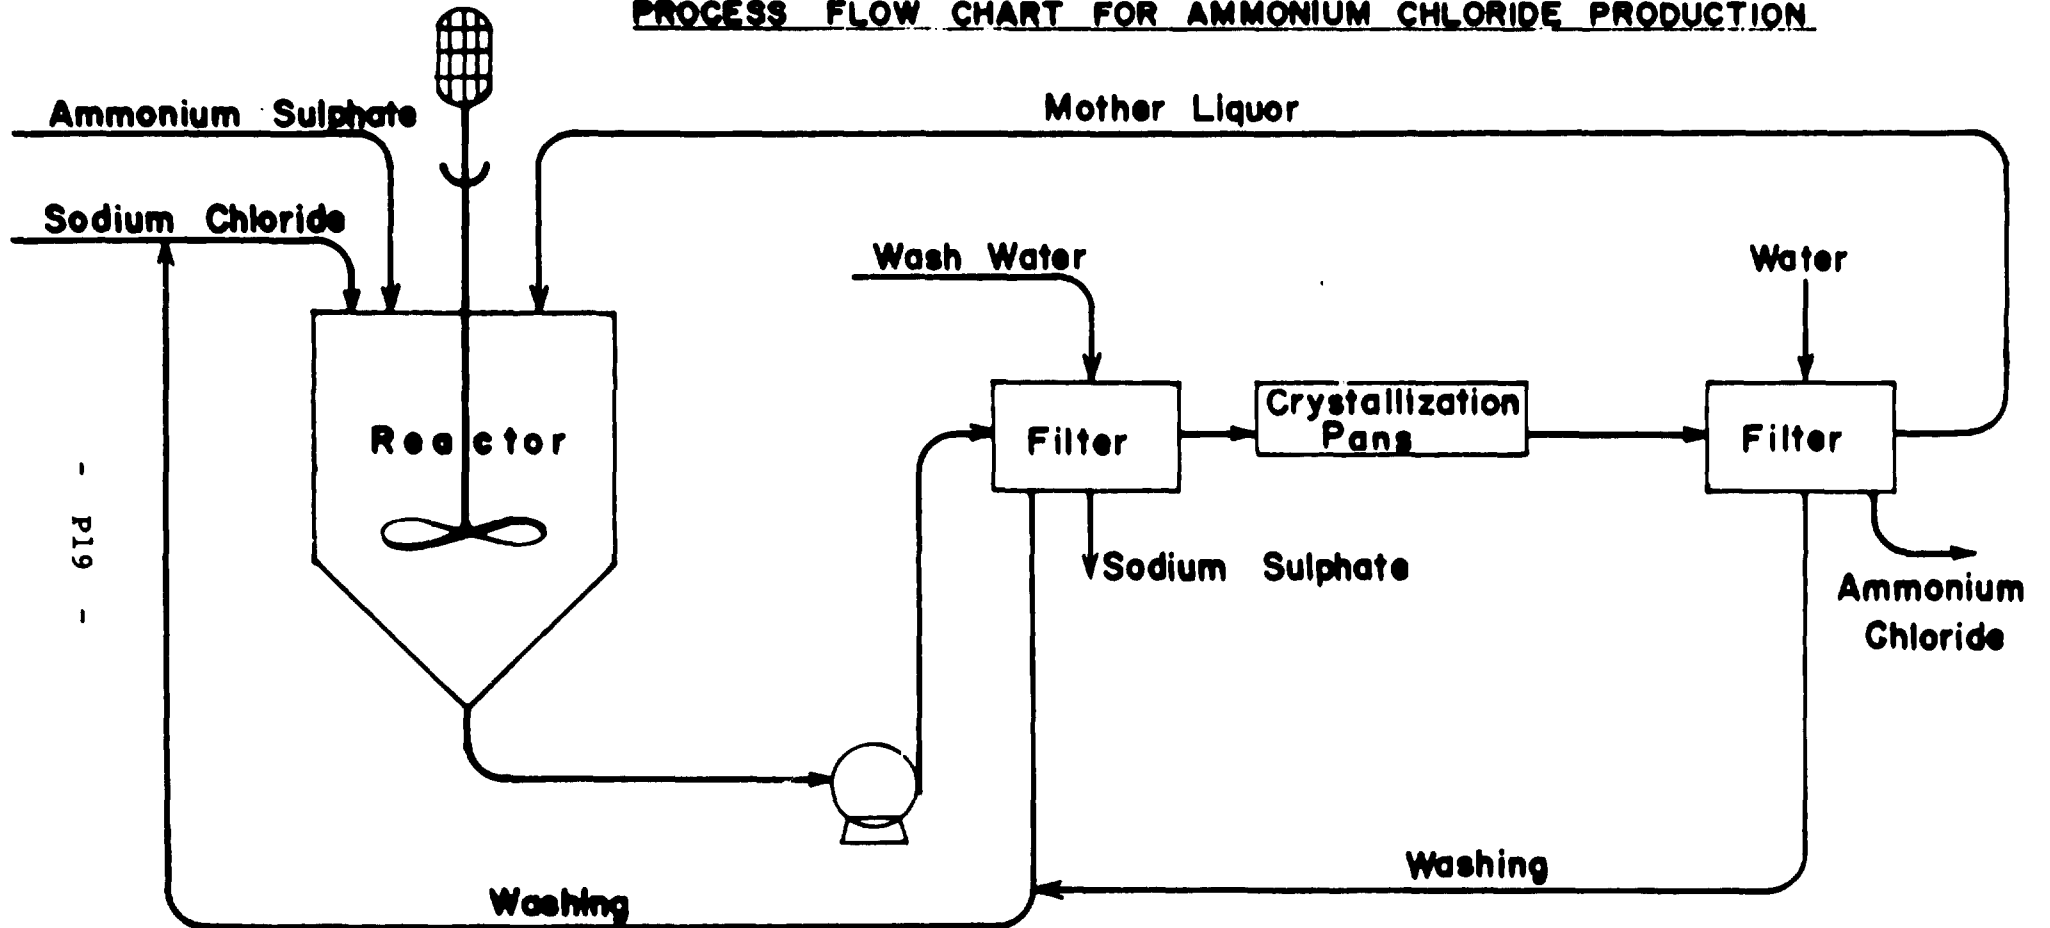 PROCESS FLOW CHART FOR AMMONIUM CHLORIDE PRODUCTION
Ammonium Sulphate
Mother Liquor
Sodium Chloride
Wash Water
Water
Reactor
Filter
Crystallization
Pans
Filter
- P19 -
Sodium Sulphate
Ammonium
Chloride
Washing
Washing